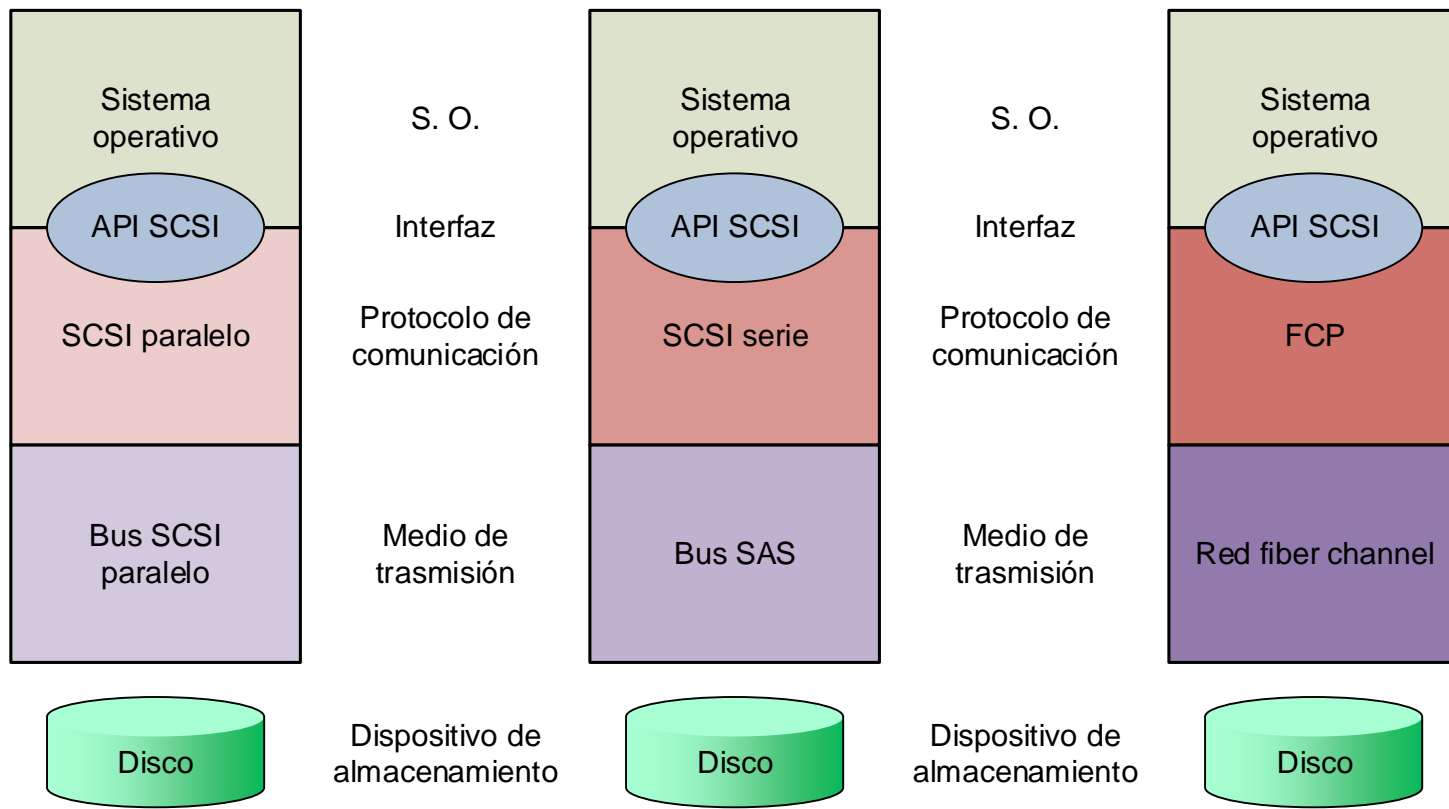 Sistema
operativo
S. O.
Sistema
operativo
S. O.
Sistema
operativo
API SCSI
Interfaz
API SCSI
Interfaz
API SCSI
SCSI paralelo
Protocolo de
comunicación
SCSI serie
Protocolo de
comunicación
FCP
Bus SCSI
paralelo
Medio de
trasmisión
Bus SAS
Medio de
trasmisión
Red fiber channel
Disco
Dispositivo de
almacenamiento
Disco
Dispositivo de
almacenamiento
Disco